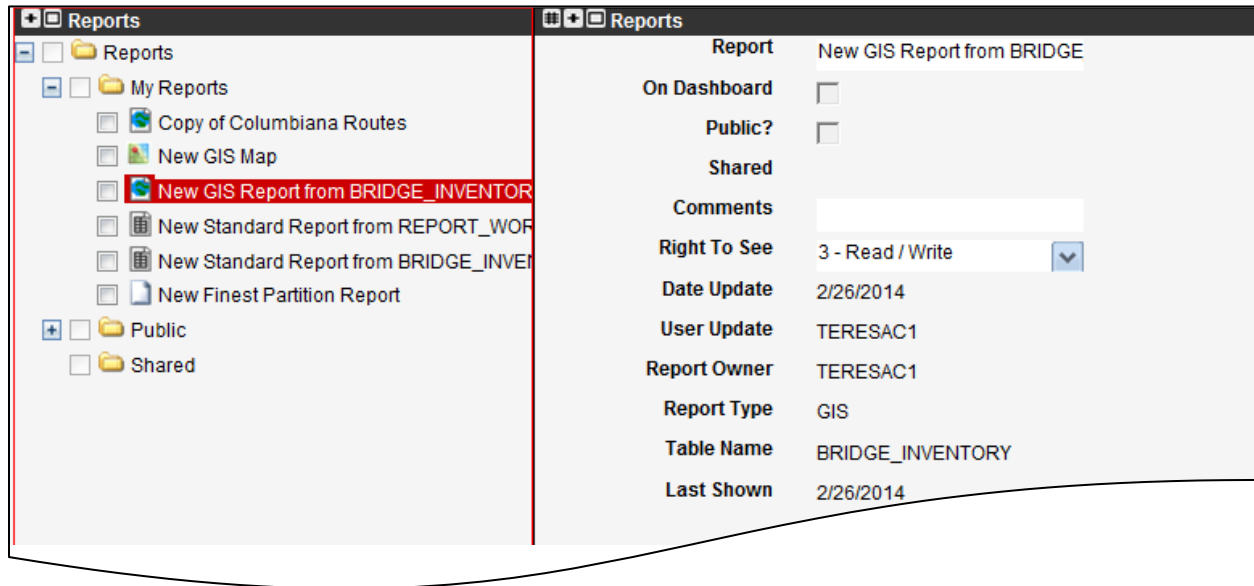 Reports
Reports
My Reports
Copy of Columbiana Routes
New GIS Map
New GIS Report from BRIDGE_INVENTOR
New Standard Report from REPORT_WOR
New Standard Report from BRIDGE_INVEN
New Finest Partition Report
Public
Shared
Reports
Report New GIS Report from BRIDGE
On Dashboard
Public?
Shared
Comments
Right To See 3 - Read / Write
Date Update 2/26/2014
User Update TERESAC1
Report Owner TERESAC1
Report Type GIS
Table Name BRIDGE_INVENTORY
Last Shown 2/26/2014